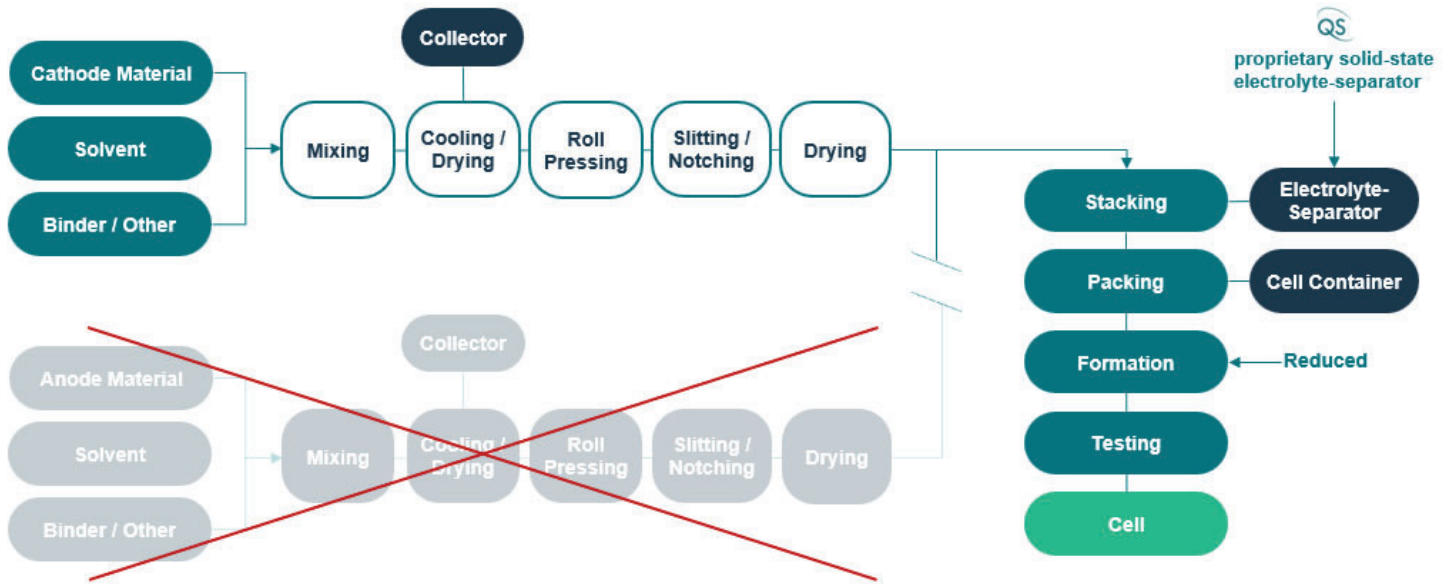 QS
proprietary solid-state
electrolyte-separator
Collector
Cathode Material
Solvent
Binder / Other
Mixing
Cooling /
Drying
Roll
Pressing
Slitting /
Notching
Drying
Stacking
Electrolyte-
Separator
Packing
Cell Container
Formation
Reduced
Testing
Cell
Collector
Anode Material
Solvent
Binder / Other
Mixing
Cooling /
Drying
Roll
Pressing
Slitting /
Notching
Drying